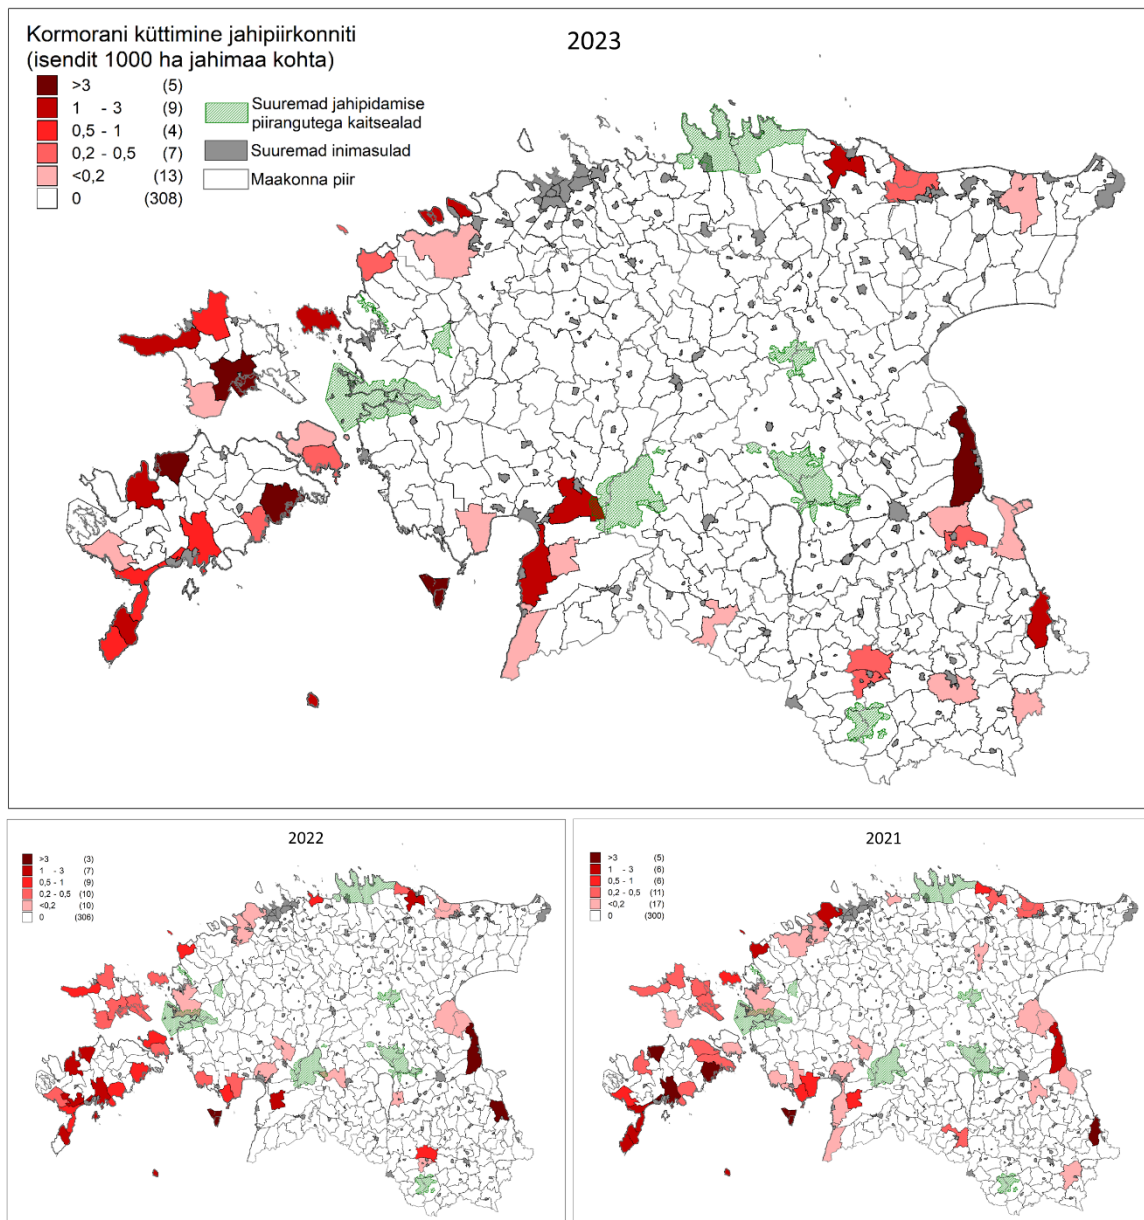 Kormorani küttimine jahipiirkonniti
(isendit 1000 ha jahimaa kohta)
2023
>3 (5)
1 - 3 (9)
0,5 - 1 (4)
0,2 - 0,5 (7)
<0,2 (13)
0 (308)
Suuremad jahipidamise
piirangutega kaitsealad
Suuremad inimasulad
Maakonna piir
2022
>3 (3)
1 - 3 (7)
0,5 - 1 (9)
0,2 - 0,5 (10)
<0,2 (10)
0 (306)
2021
>3 (5)
1 - 3 (6)
0,5 - 1 (6)
0,2 - 0,5 (11)
<0,2 (17)
0 (300)